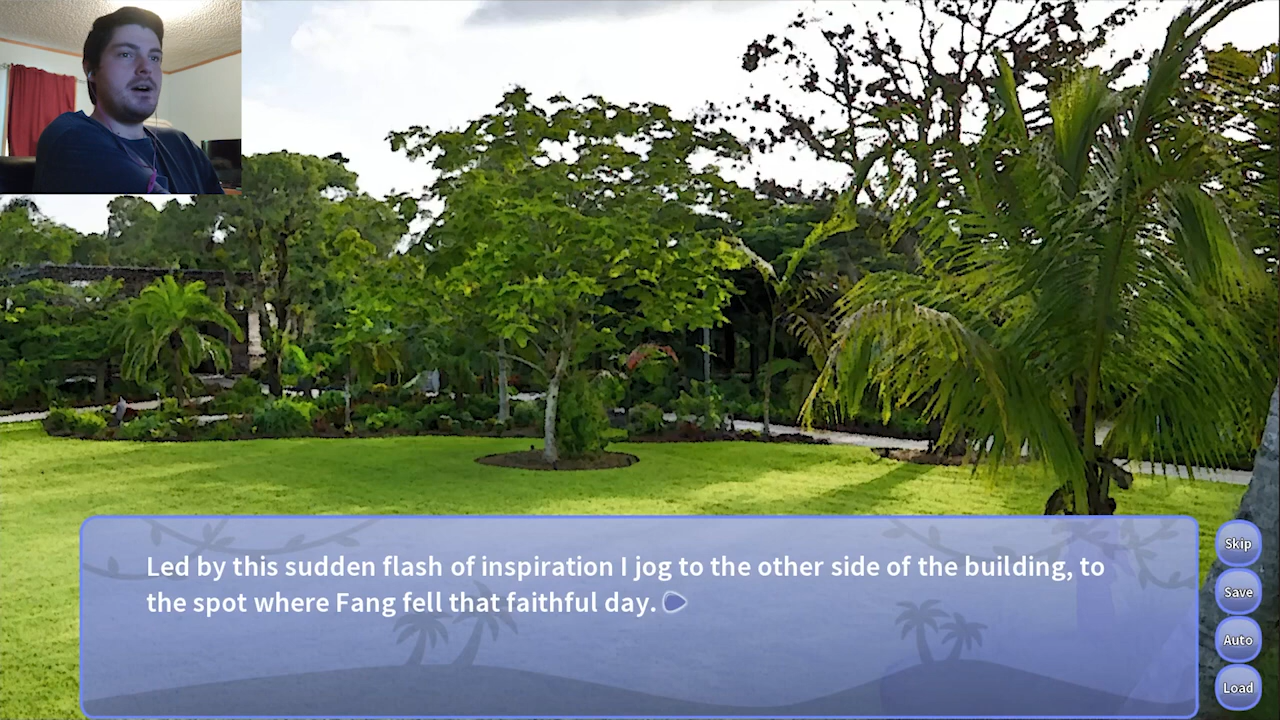 Led by this sudden flash of inspiration I jog to the other side of the building, to
the spot where Fang fell that faithful day.
Skip
Save
Auto
Load